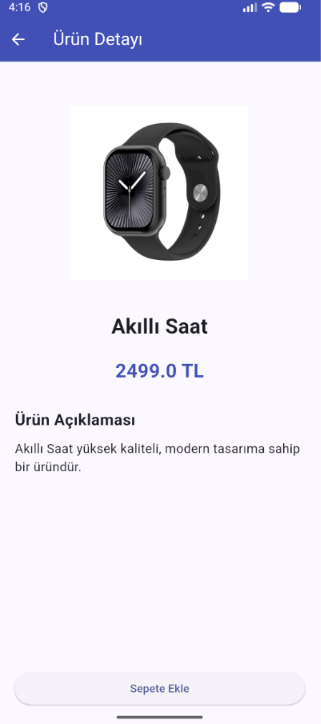 4:16
Ürün Detayı
Akıllı Saat
2499.0 TL
Ürün Açıklaması
Akıllı Saat yüksek kaliteli, modern tasarıma sahip
bir üründür.
Sepete Ekle